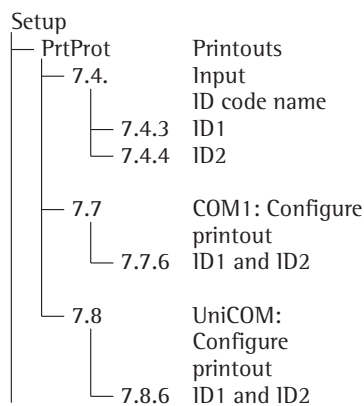 Setup
PrtProt Printouts
7.4. Input
ID code name
7.4.3 ID1
7.4.4 ID2
7.7 COM1: Configure
printout
7.7.6 ID1 and ID2
7.8 UniCOM:
Configure
printout
7.8.6 ID1 and ID2